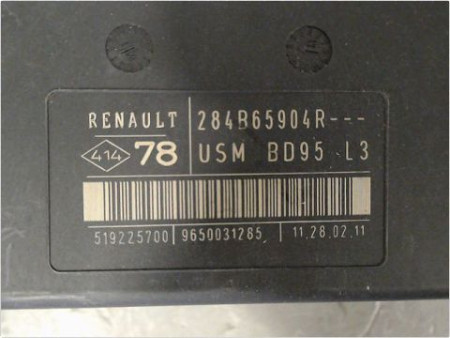 RENAULT 284B65904R---
414 78 USM BD95 L3
519225700 9650031285 11.28.02.11